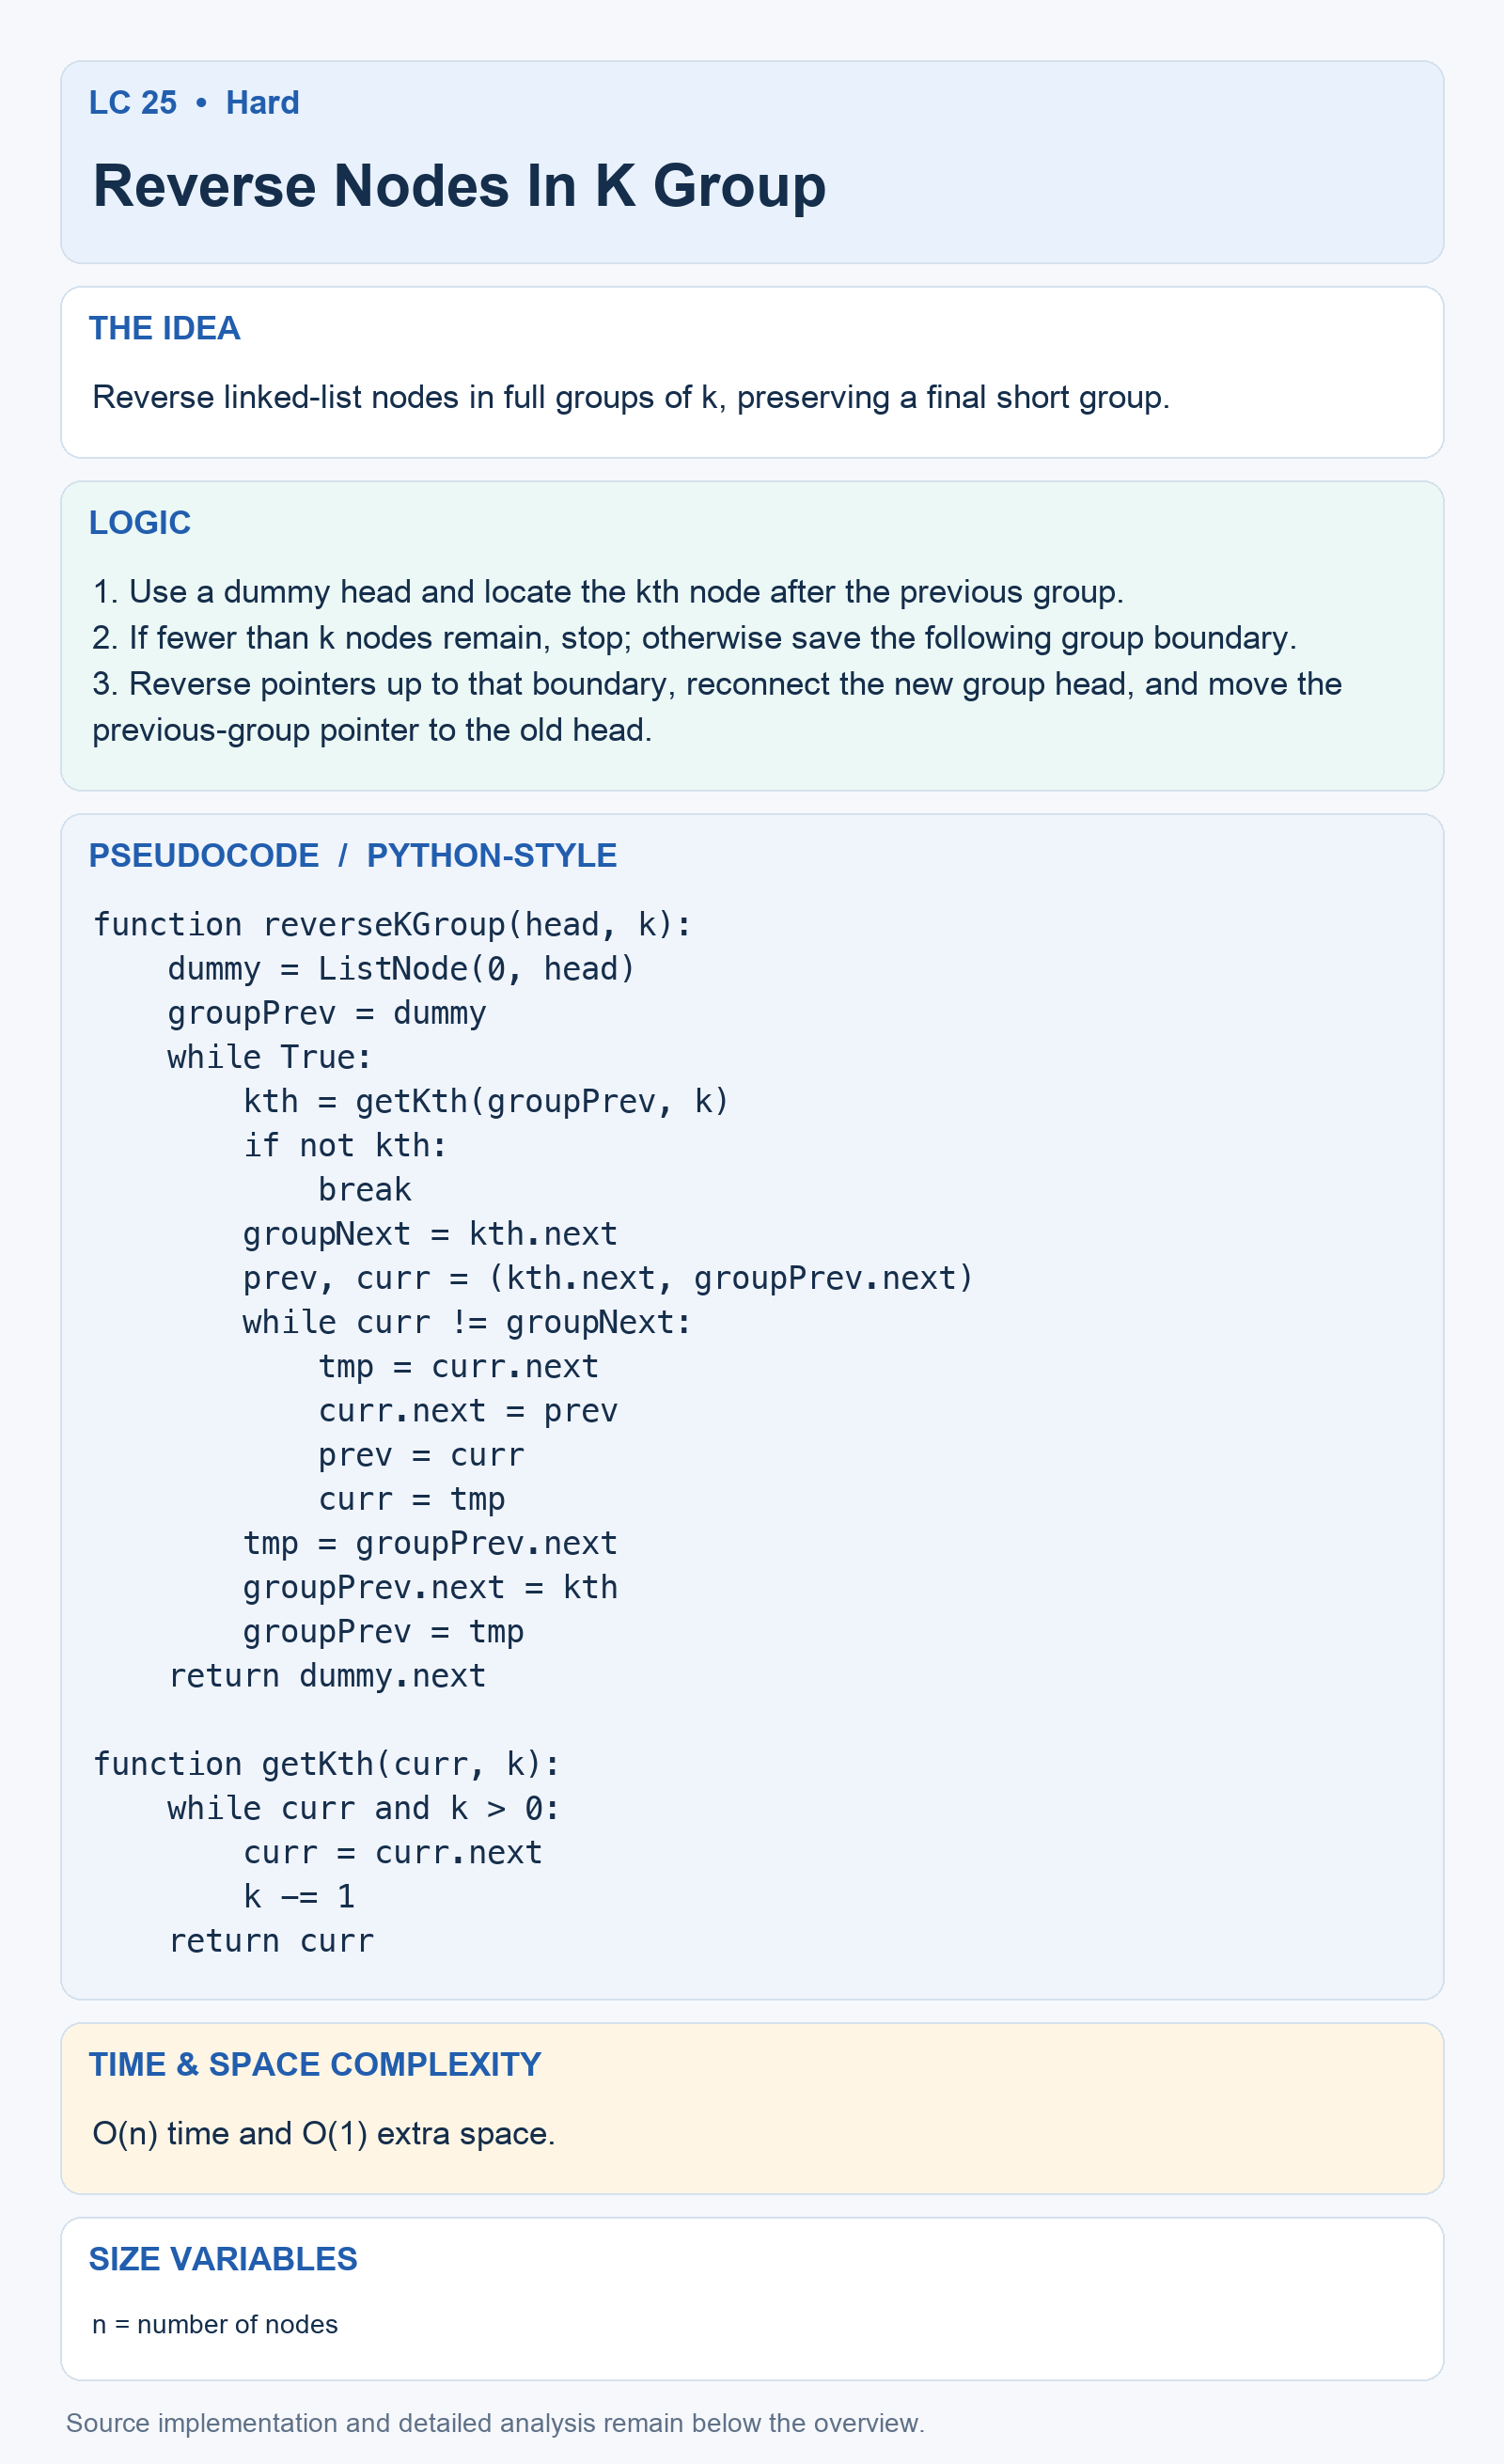 LC 25 • Hard
Reverse Nodes In K Group
THE IDEA
Reverse linked-list nodes in full groups of k, preserving a final short group.
LOGIC
1. Use a dummy head and locate the kth node after the previous group.
2. If fewer than k nodes remain, stop; otherwise save the following group boundary.
3. Reverse pointers up to that boundary, reconnect the new group head, and move the
previous-group pointer to the old head.
PSEUDOCODE / PYTHON-STYLE
function reverseKGroup(head, k):
    dummy = ListNode(0, head)
    groupPrev = dummy
    while True:
        kth = getKth(groupPrev, k)
        if not kth:
            break
        groupNext = kth.next
        prev, curr = (kth.next, groupPrev.next)
        while curr != groupNext:
            tmp = curr.next
            curr.next = prev
            prev = curr
            curr = tmp
        tmp = groupPrev.next
        groupPrev.next = kth
        groupPrev = tmp
    return dummy.next

function getKth(curr, k):
    while curr and k > 0:
        curr = curr.next
        k -= 1
    return curr
TIME & SPACE COMPLEXITY
O(n) time and O(1) extra space.
SIZE VARIABLES
n = number of nodes
Source implementation and detailed analysis remain below the overview.